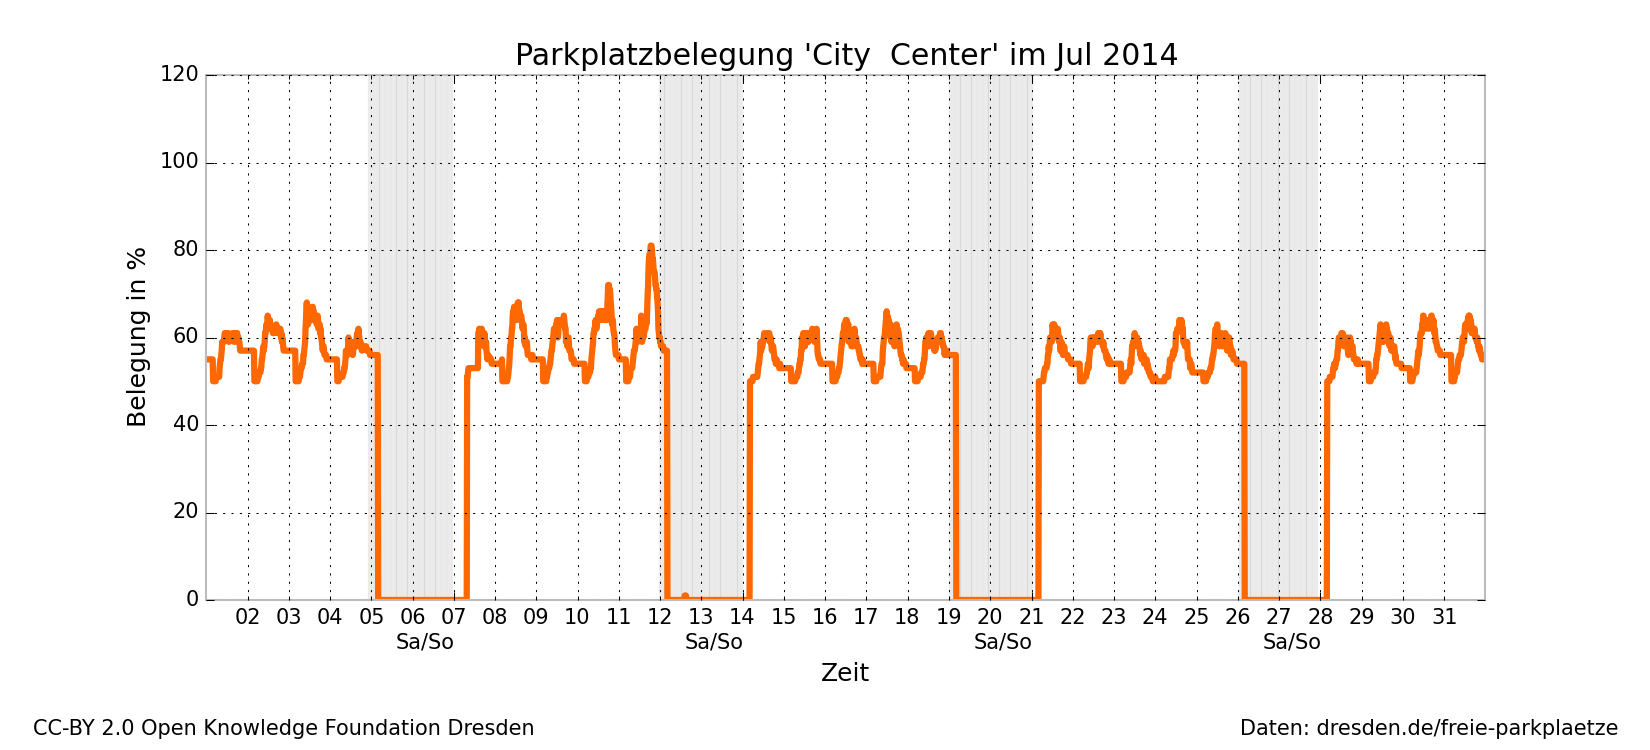 Parkplatzbelegung 'City  Center' im Jul 2014
120
100
80
60
40
20
0
Belegung in %
02 03 04 05 06 07 08 09 10 11 12 13 14 15 16 17 18 19 20 21 22 23 24 25 26 27 28 29 30 31
Sa/So Sa/So Sa/So Sa/So
Zeit
CC-BY 2.0 Open Knowledge Foundation Dresden
Daten: dresden.de/freie-parkplaetze